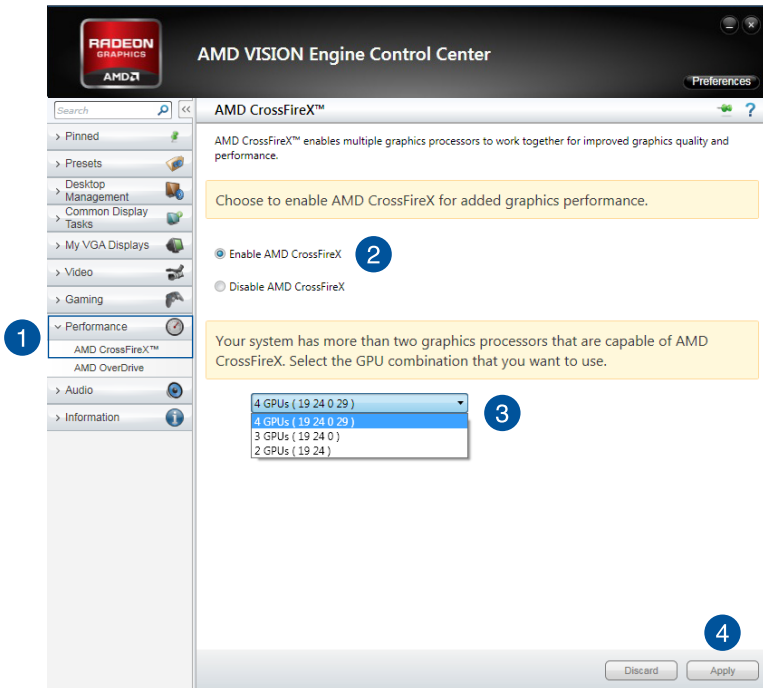 RADEON
GRAPHICS
AMD
AMD VISION Engine Control Center
Preferences
Search
<<
AMD CrossFireX™
?
> Pinned
> Presets
> Desktop
Management
> Common Display
Tasks
> My VGA Displays
> Video
> Gaming
Performance
AMD CrossFireX™
AMD OverDrive
> Audio
> Information
1
AMD CrossFireX™ enables multiple graphics processors to work together for improved graphics quality and
performance.
Choose to enable AMD CrossFireX for added graphics performance.
Enable AMD CrossFireX
2
Disable AMD CrossFireX
Your system has more than two graphics processors that are capable of AMD
CrossFireX. Select the GPU combination that you want to use.
4 GPUs ( 19 24 0 29 )
3
4 GPUs ( 19 24 0 29 )
3 GPUs ( 19 24 0 )
2 GPUs ( 19 24 )
4
Discard
Apply